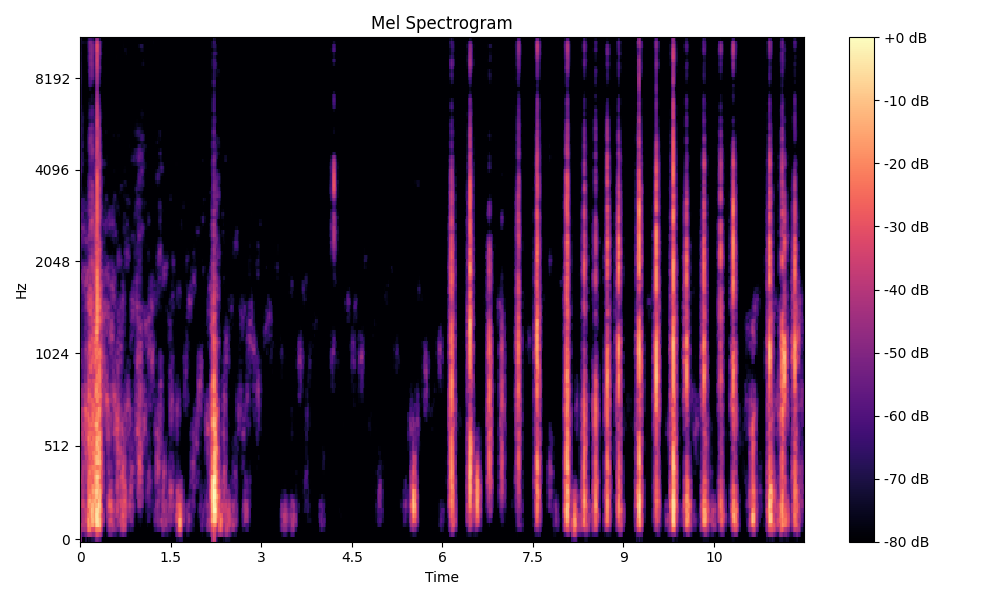 Mel Spectrogram
Hz
8192
4096
2048
1024
512
0
0 1.5 3 4.5 6 7.5 9 10
Time
+0 dB
-10 dB
-20 dB
-30 dB
-40 dB
-50 dB
-60 dB
-70 dB
-80 dB